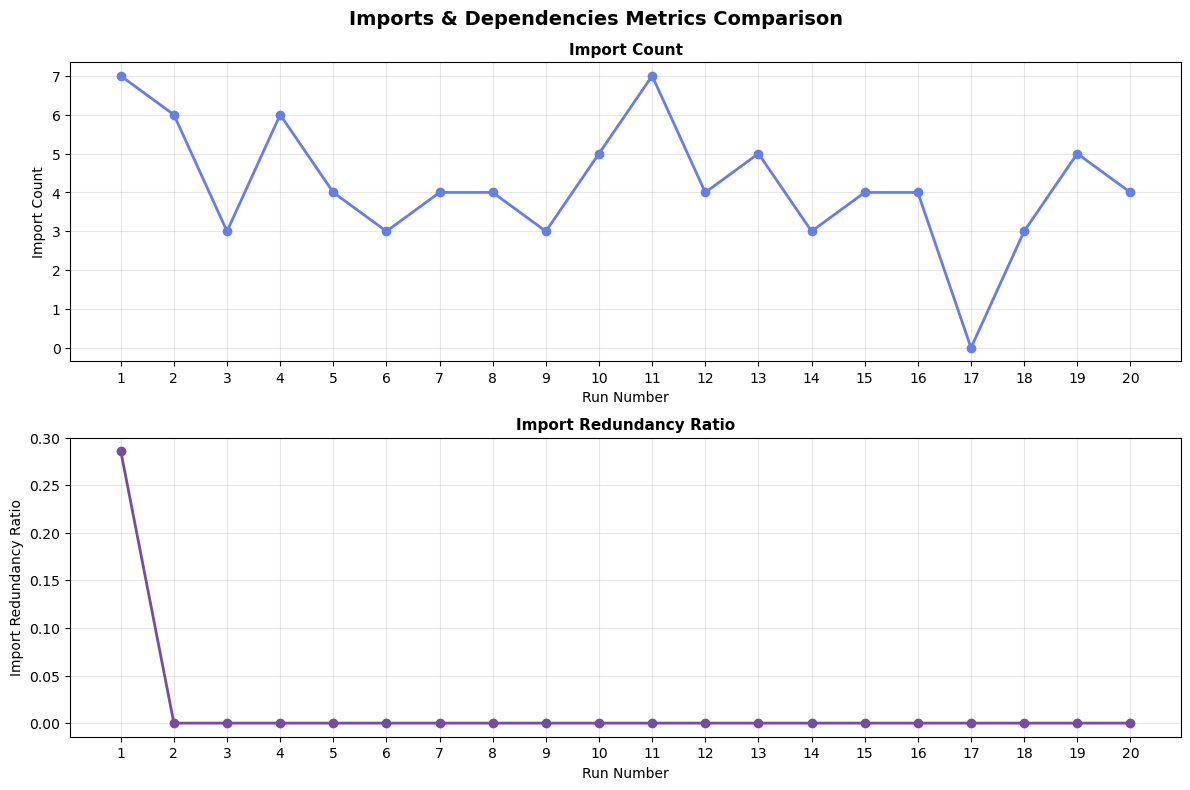 Imports & Dependencies Metrics Comparison
Import Count
Import Count
7
6
5
4
3
2
1
0
1 2 3 4 5 6 7 8 9 10 11 12 13 14 15 16 17 18 19 20
Run Number
Import Redundancy Ratio
Import Redundancy Ratio
0.30
0.25
0.20
0.15
0.10
0.05
0.00
1 2 3 4 5 6 7 8 9 10 11 12 13 14 15 16 17 18 19 20
Run Number